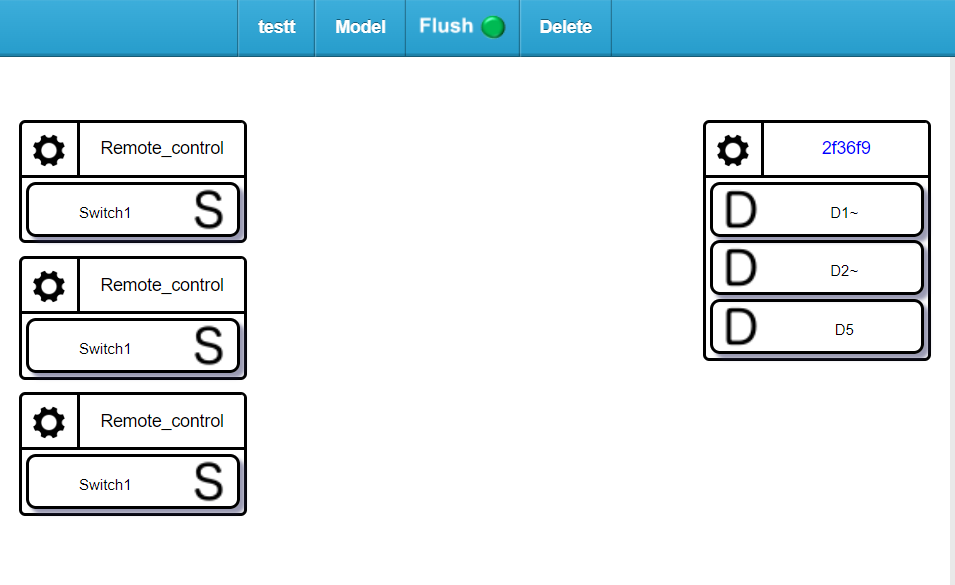 testt Model Flush Delete
Remote_control
Switch1 S
Remote_control
Switch1 S
Remote_control
Switch1 S
2f36f9
D D1~
D D2~
D D5